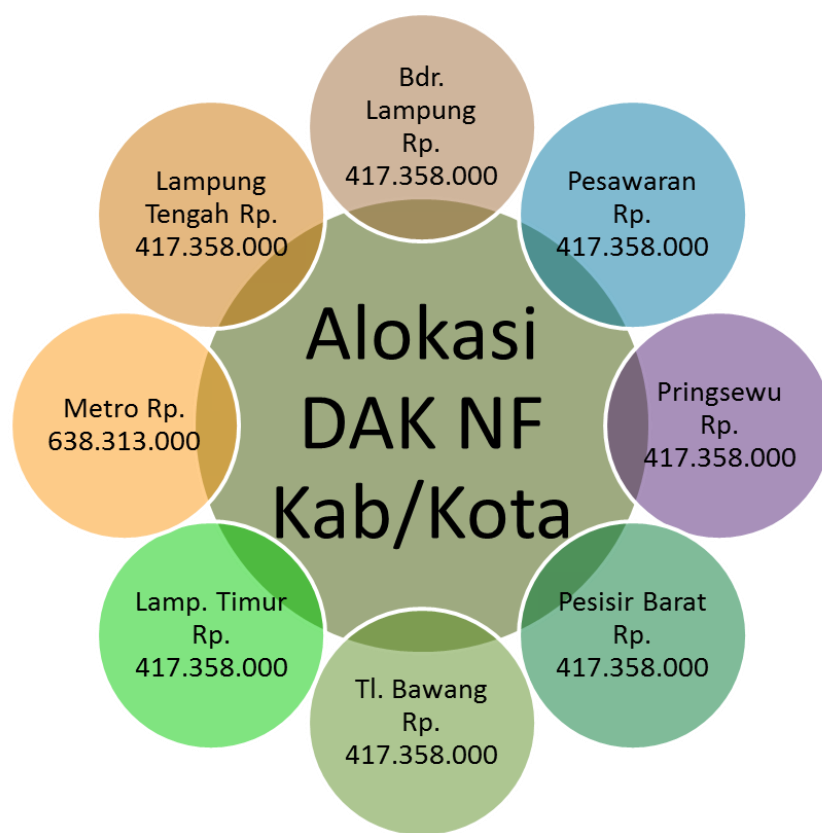 Bdr.
Lampung
Rp.
417.358.000
Pesawaran
Rp.
417.358.000
Pringsewu
Rp.
417.358.000
Pesisir Barat
Rp.
417.358.000
Tl. Bawang
Rp.
417.358.000
Lamp. Timur
Rp.
417.358.000
Metro Rp.
638.313.000
Lampung
Tengah Rp.
417.358.000
Alokasi
DAK NF
Kab/Kota